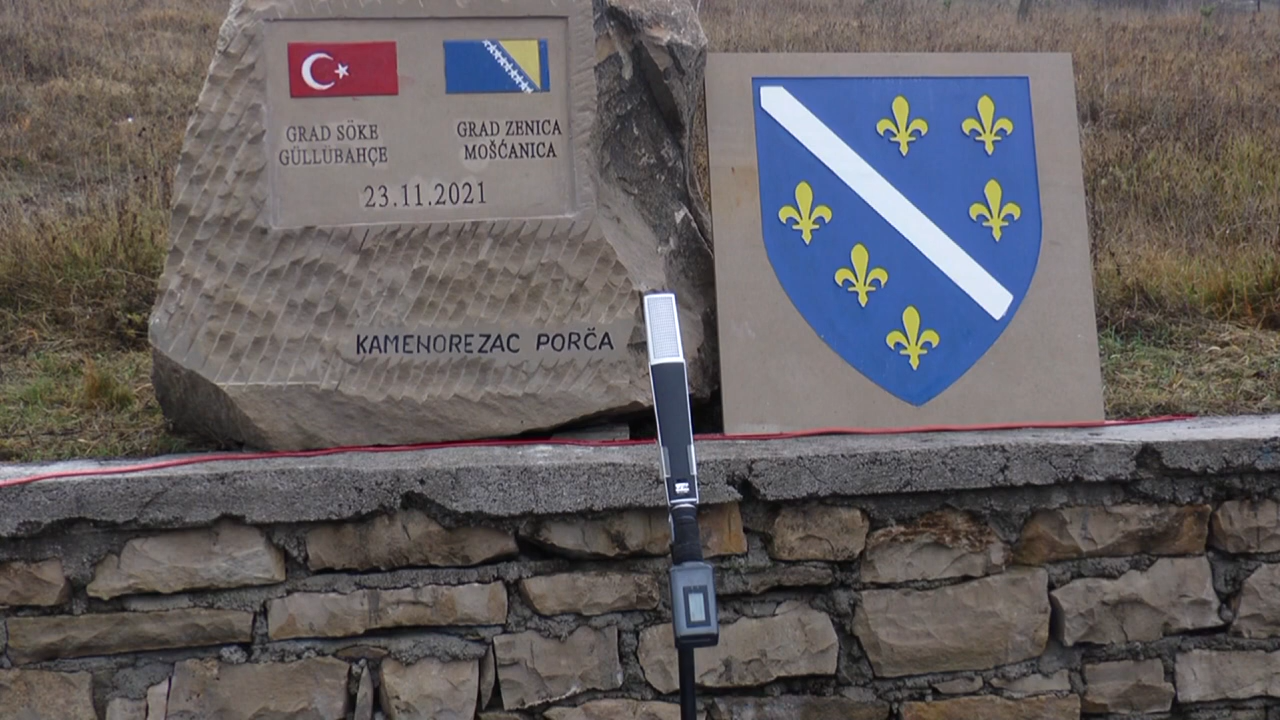 GRAD SÖKE
GÜLLÜBAHÇE
GRAD ZENICA
MOŠĆANICA
23.11.2021
KAMENOREZAC PORČA